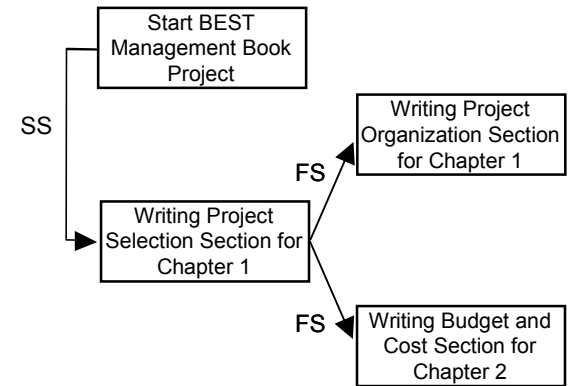 Start BEST
Management Book
Project
SS
Writing Project
Organization Section
for Chapter 1
FS
Writing Project
Selection Section for
Chapter 1
FS
Writing Budget and
Cost Section for
Chapter 2